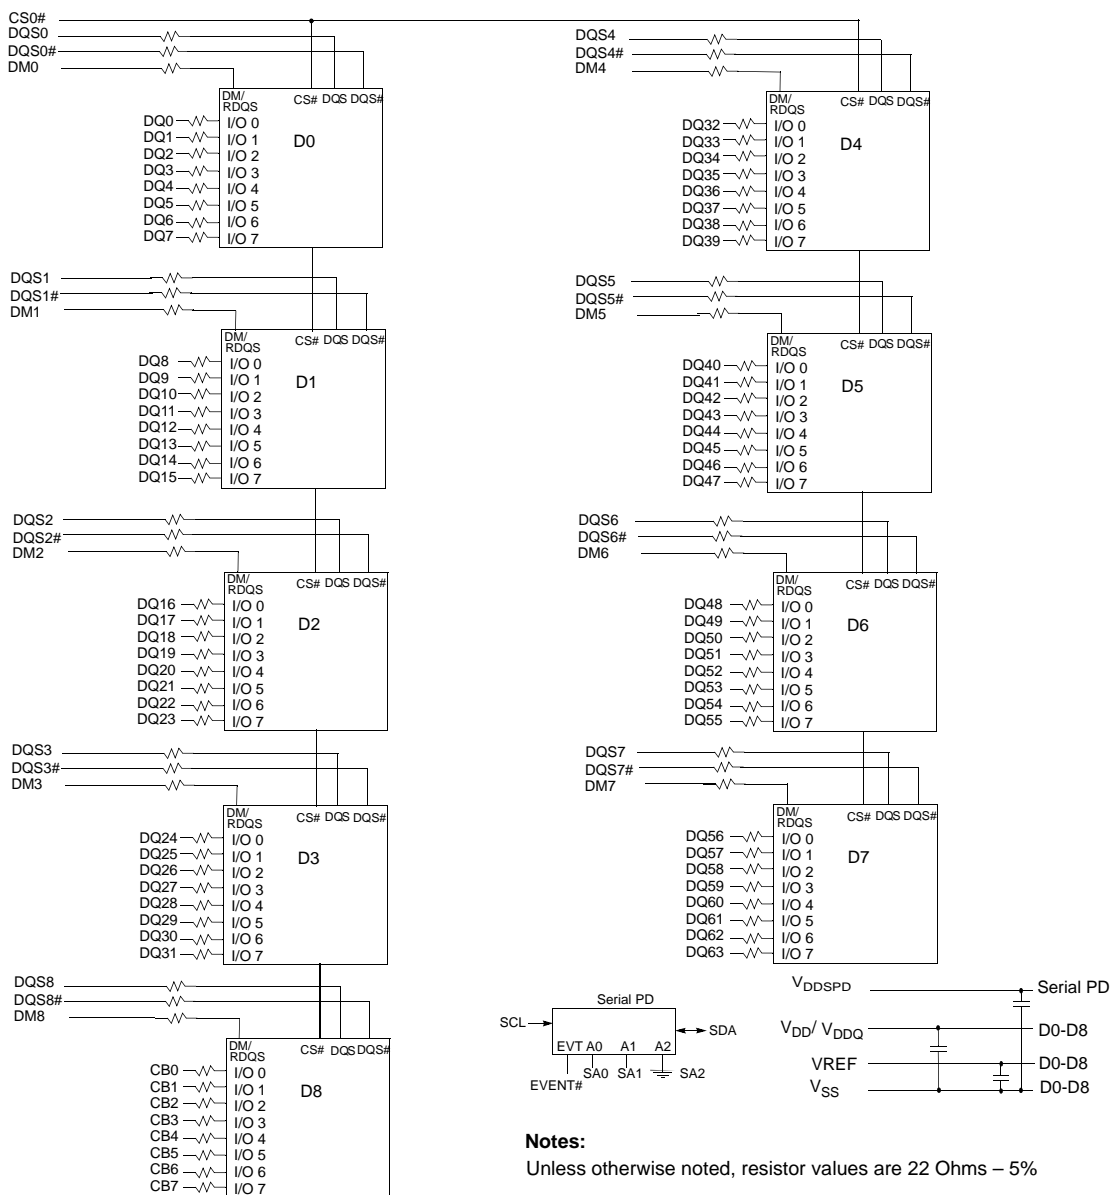 CS0#
DQS0
DQS0#
DM0
DM/
RDQS
CS# DQS DQS#
D0
DQ0 I/O 0
DQ1 I/O 1
DQ2 I/O 2
DQ3 I/O 3
DQ4 I/O 4
DQ5 I/O 5
DQ6 I/O 6
DQ7 I/O 7
DQS1
DQS1#
DM1
DM/
RDQS
CS# DQS DQS#
D1
DQ8 I/O 0
DQ9 I/O 1
DQ10 I/O 2
DQ11 I/O 3
DQ12 I/O 4
DQ13 I/O 5
DQ14 I/O 6
DQ15 I/O 7
DQS2
DQS2#
DM2
DM/
RDQS
CS# DQS DQS#
D2
DQ16 I/O 0
DQ17 I/O 1
DQ18 I/O 2
DQ19 I/O 3
DQ20 I/O 4
DQ21 I/O 5
DQ22 I/O 6
DQ23 I/O 7
DQS3
DQS3#
DM3
DM/
RDQS
CS# DQS DQS#
D3
DQ24 I/O 0
DQ25 I/O 1
DQ26 I/O 2
DQ27 I/O 3
DQ28 I/O 4
DQ29 I/O 5
DQ30 I/O 6
DQ31 I/O 7
DQS8
DQS8#
DM8
DM/
RDQS
CS# DQS DQS#
D8
CB0 I/O 0
CB1 I/O 1
CB2 I/O 2
CB3 I/O 3
CB4 I/O 4
CB5 I/O 5
CB6 I/O 6
CB7 I/O 7
DQS4
DQS4#
DM4
DM/
RDQS
CS# DQS DQS#
D4
DQ32 I/O 0
DQ33 I/O 1
DQ34 I/O 2
DQ35 I/O 3
DQ36 I/O 4
DQ37 I/O 5
DQ38 I/O 6
DQ39 I/O 7
DQS5
DQS5#
DM5
DM/
RDQS
CS# DQS DQS#
D5
DQ40 I/O 0
DQ41 I/O 1
DQ42 I/O 2
DQ43 I/O 3
DQ44 I/O 4
DQ45 I/O 5
DQ46 I/O 6
DQ47 I/O 7
DQS6
DQS6#
DM6
DM/
RDQS
CS# DQS DQS#
D6
DQ48 I/O 0
DQ49 I/O 1
DQ50 I/O 2
DQ51 I/O 3
DQ52 I/O 4
DQ53 I/O 5
DQ54 I/O 6
DQ55 I/O 7
DQS7
DQS7#
DM7
DM/
RDQS
CS# DQS DQS#
D7
DQ56 I/O 0
DQ57 I/O 1
DQ58 I/O 2
DQ59 I/O 3
DQ60 I/O 4
DQ61 I/O 5
DQ62 I/O 6
DQ63 I/O 7
Serial PD
SCL SDA
EVT A0 A1 A2
EVENT# SA0 SA1 SA2
VDDSPD Serial PD
VDD/ VDDQ D0-D8
VREF D0-D8
VSS D0-D8
Notes:
Unless otherwise noted, resistor values are 22 Ohms – 5%